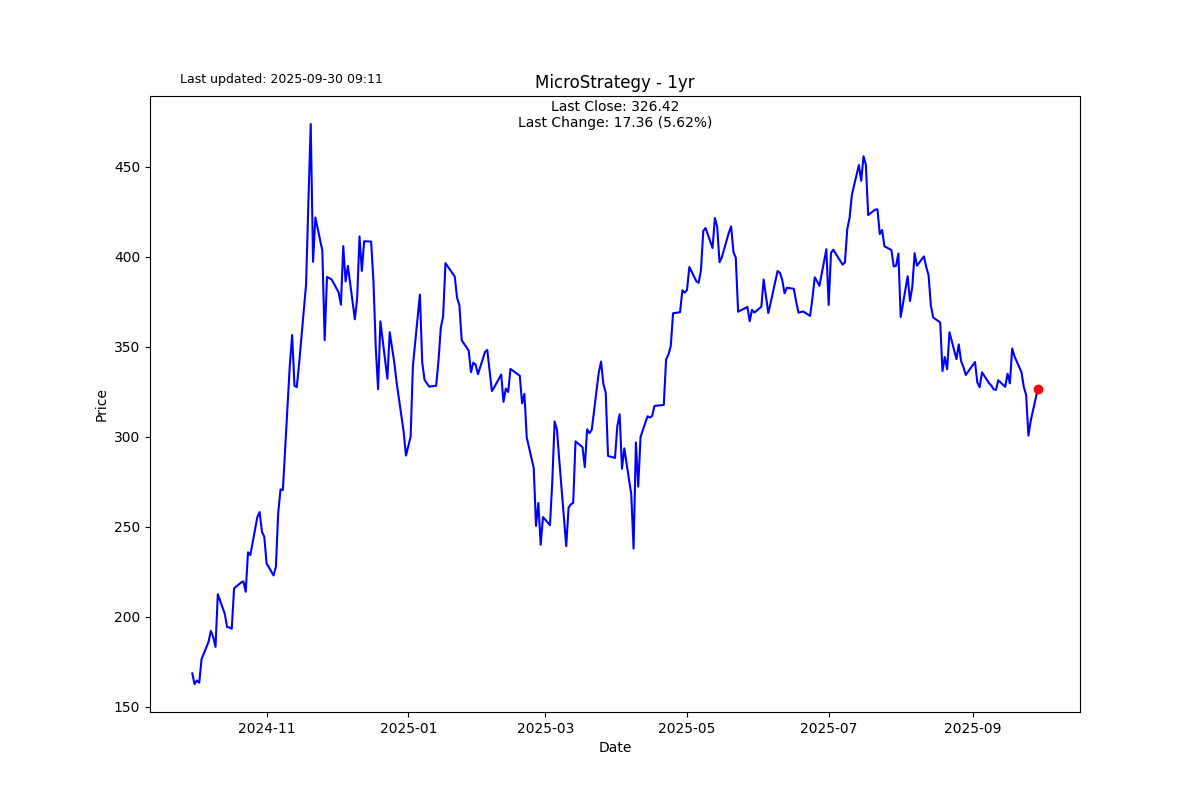 Last updated: 2025-09-30 09:11
MicroStrategy - 1yr
Last Close: 326.42
Last Change: 17.36 (5.62%)
450
400
350
300
250
200
150
Price
2024-11
2025-01
2025-03
2025-05
2025-07
2025-09
Date